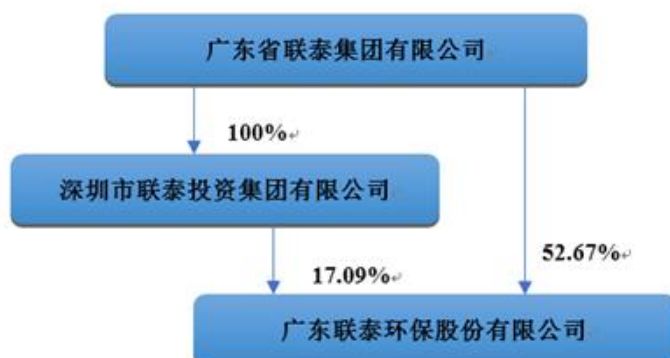 广东省联泰集团有限公司
100%
深圳市联泰投资集团有限公司
17.09%
52.67%
广东联泰环保股份有限公司